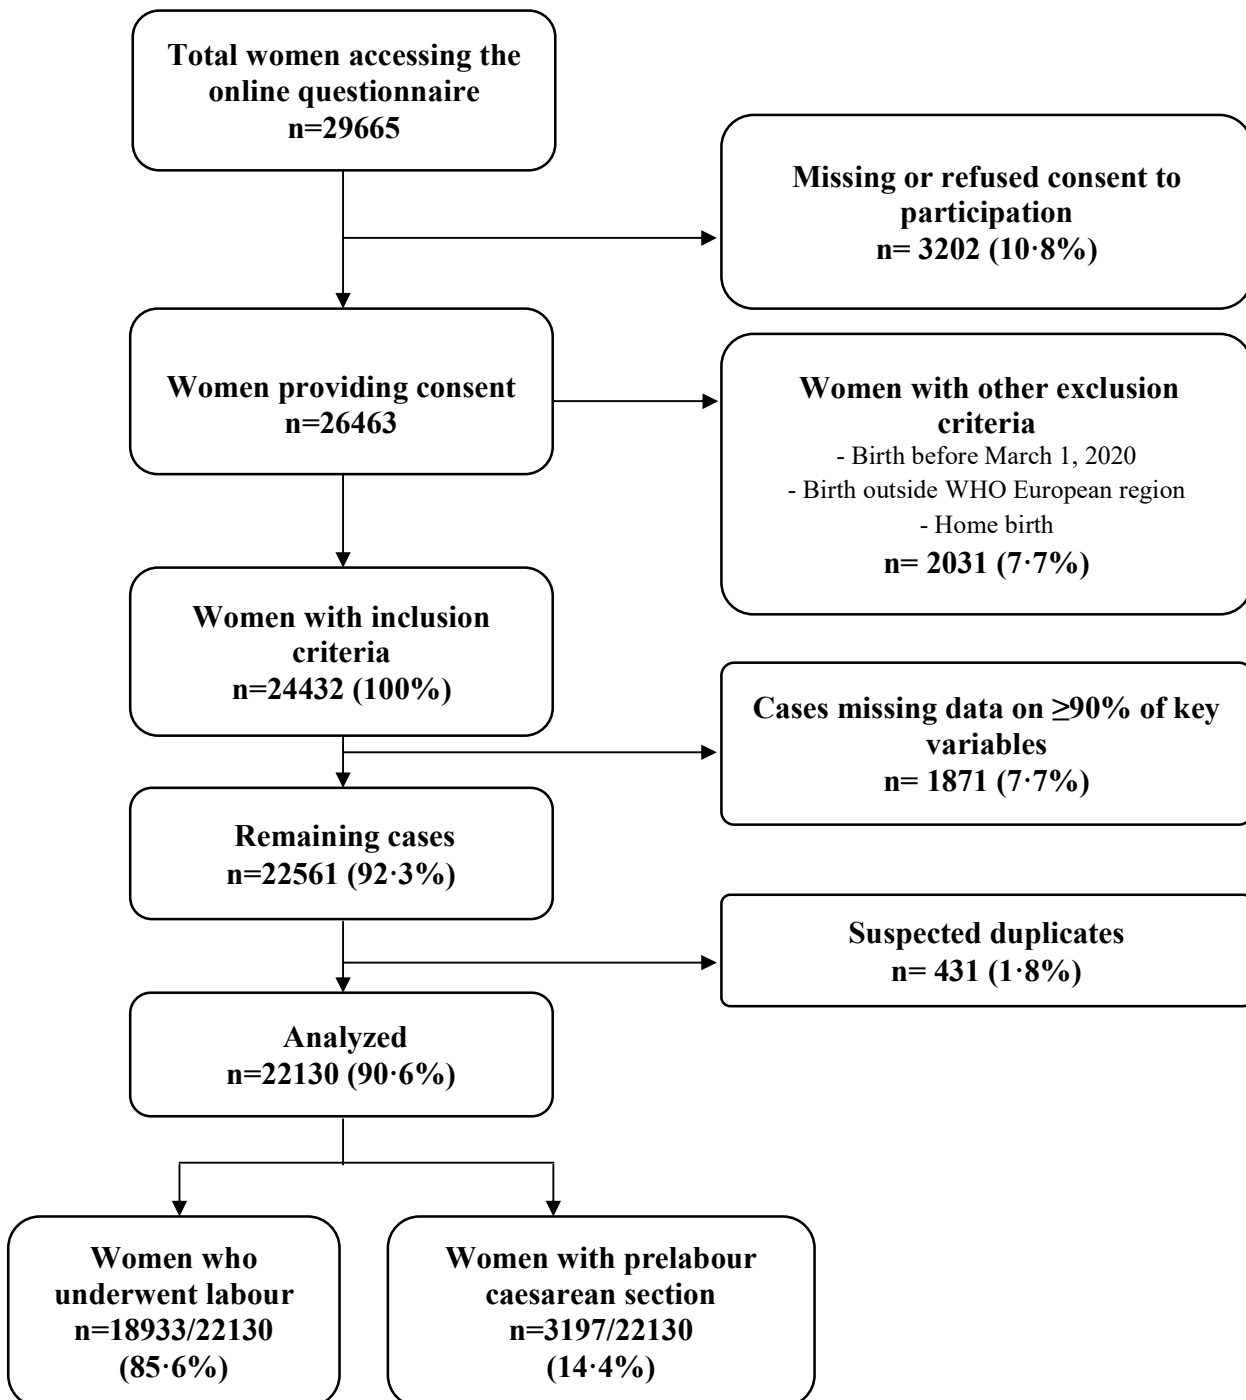 Total women accessing the
online questionnaire
n=29665
Missing or refused consent to
participation
n= 3202 (10·8%)
Women providing consent
n=26463
Women with other exclusion
criteria
- Birth before March 1, 2020
- Birth outside WHO European region
- Home birth
n= 2031 (7·7%)
Women with inclusion
criteria
n=24432 (100%)
Cases missing data on ≥90% of key
variables
n= 1871 (7·7%)
Remaining cases
n=22561 (92·3%)
Suspected duplicates
n= 431 (1·8%)
Analyzed
n=22130 (90·6%)
Women who
underwent labour
n=18933/22130
(85·6%)
Women with prelabour
caesarean section
n=3197/22130
(14·4%)